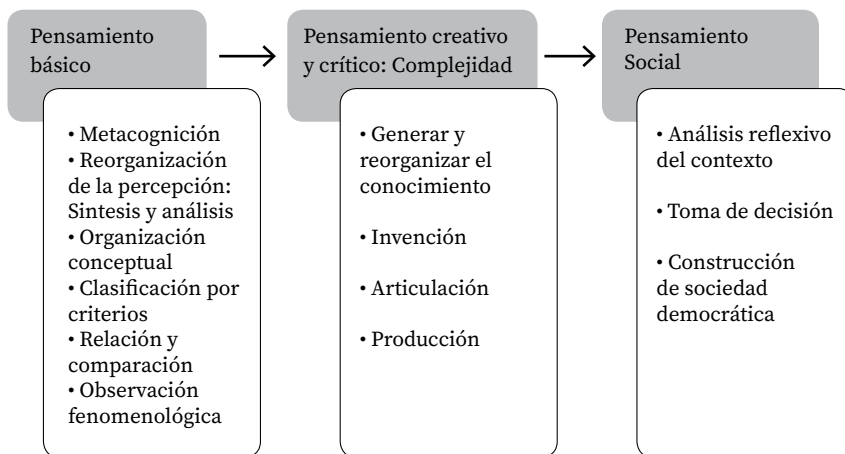 Pensamiento
básico
Pensamiento creativo
y crítico: Complejidad
Pensamiento
Social
• Metacognición
• Reorganización
de la percepción:
Sintesis y análisis
• Organización
conceptual
• Clasificación por
criterios
• Relación y
comparación
• Observación
fenomenológica
• Generar y
reorganizar el
conocimiento
• Invención
• Articulación
• Producción
• Análisis reflexivo
del contexto
• Toma de decisión
• Construcción
de sociedad
democrática